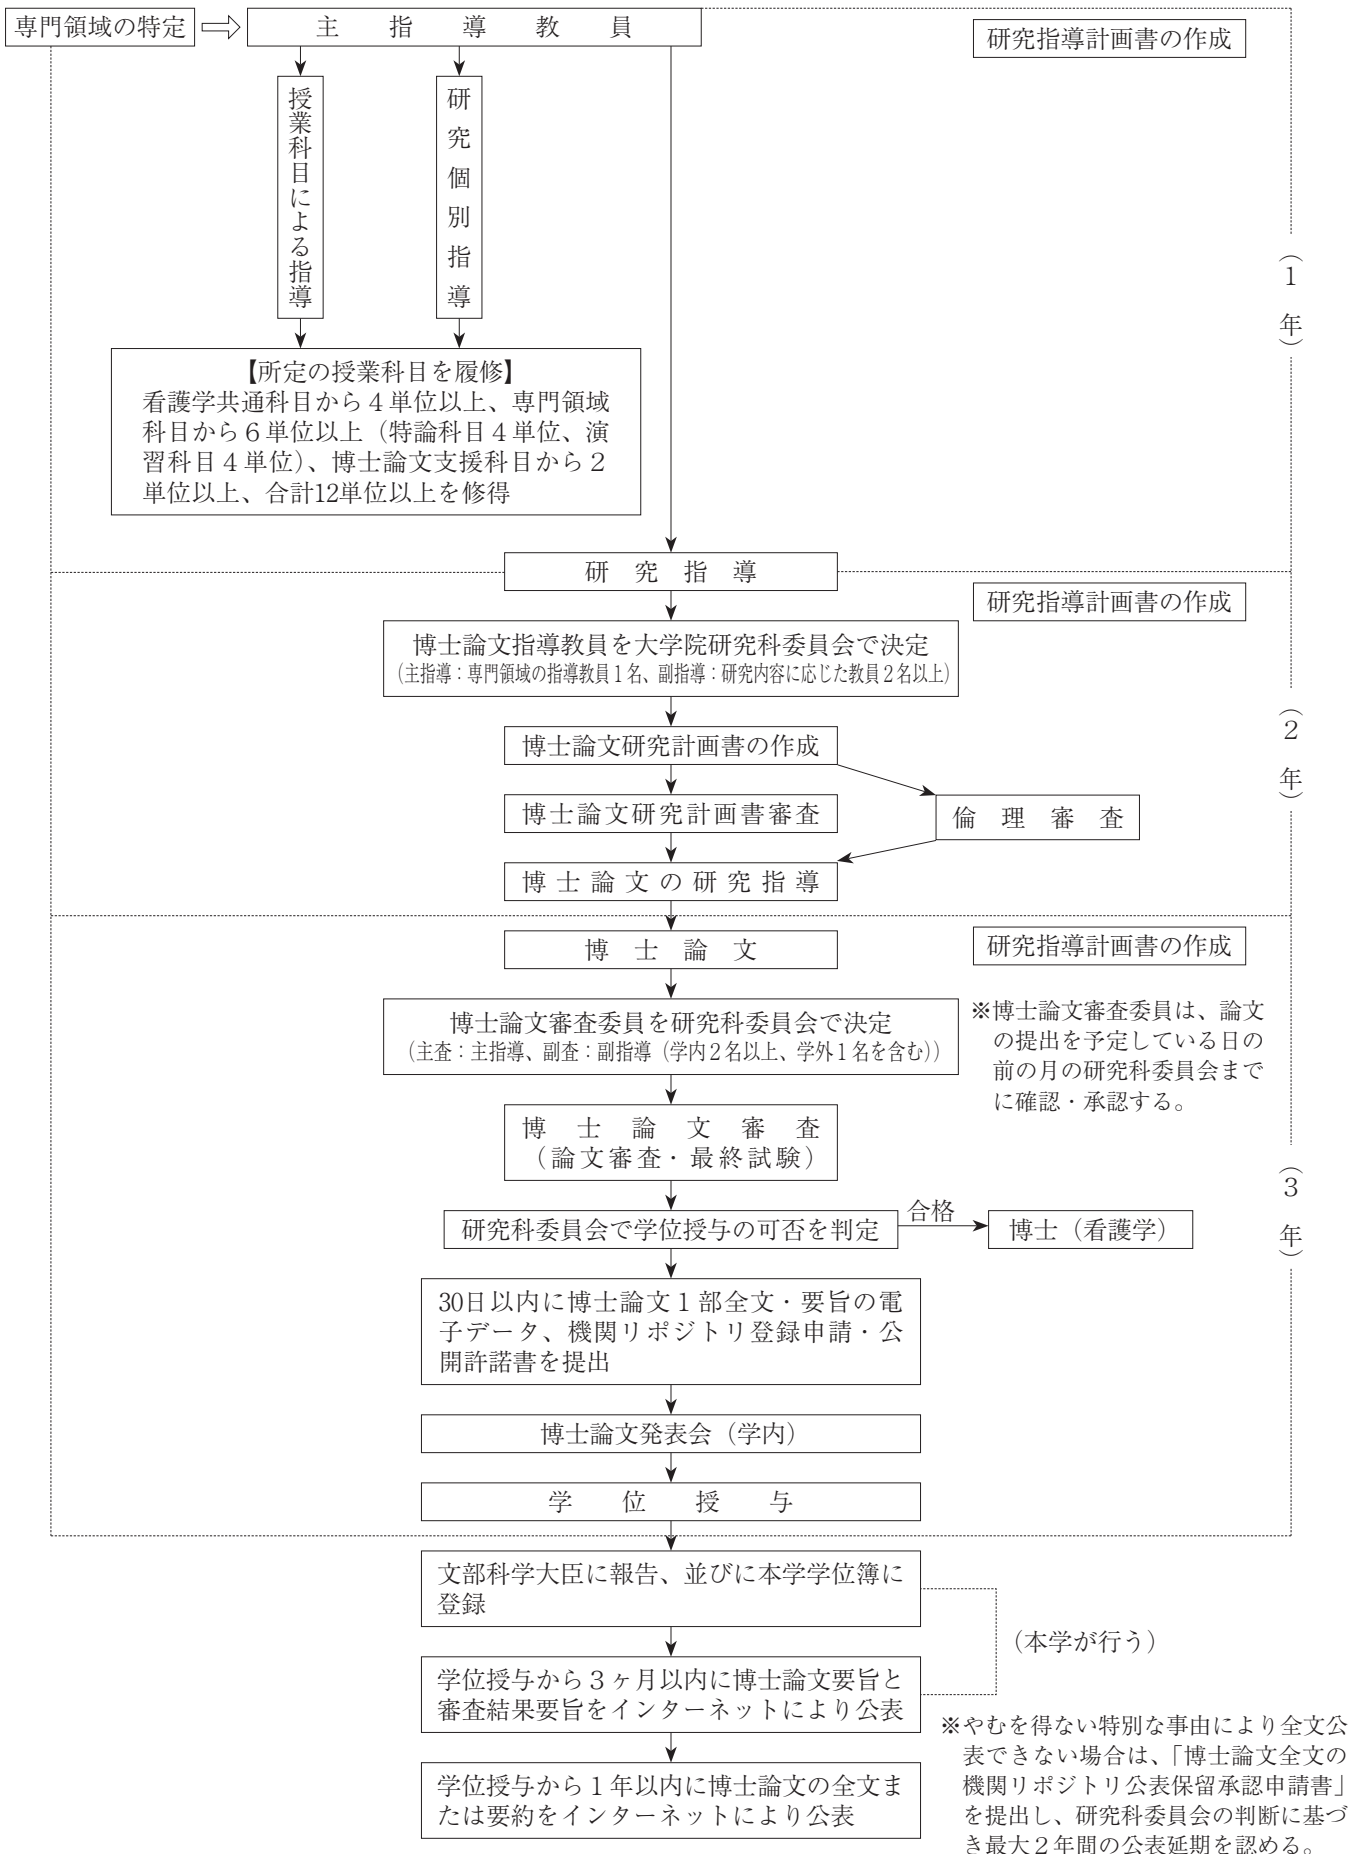 専門領域の特定
主指導教員
研究指導計画書の作成
授業科目による指導
研究個別指導
(1年)
【所定の授業科目を履修】
看護学共通科目から4単位以上、専門領域
科目から6単位以上（特論科目4単位、演
習科目4単位）、博士論文支援科目から2
単位以上、合計12単位以上を修得
研究指導
研究指導計画書の作成
博士論文指導教員を大学院研究科委員会で決定
（主指導：専門領域の指導教員1名、副指導：研究内容に応じた教員2名以上）
(2年)
博士論文研究計画書の作成
博士論文研究計画書審査
倫理審査
博士論文の研究指導
博士論文
研究指導計画書の作成
博士論文審査委員を研究科委員会で決定
（主査：主指導、副査：副指導（学内2名以上、学外1名を含む））
※博士論文審査委員は、論文
の提出を予定している日の
前の月の研究科委員会まで
に確認・承認する。
博士論文審査
（論文審査・最終試験）
(3年)
研究科委員会で学位授与の可否を判定
合格
博士（看護学）
30日以内に博士論文1部全文・要旨の電
子データ、機関リポジトリ登録申請・公
開許諾書を提出
博士論文発表会（学内）
学位授与
文部科学大臣に報告、並びに本学学位簿に
登録
（本学が行う）
学位授与から3ヶ月以内に博士論文要旨と
審査結果要旨をインターネットにより公表
学位授与から1年以内に博士論文の全文ま
たは要約をインターネットにより公表
※やむを得ない特別な事由により全文公
表できない場合は、「博士論文全文の
機関リポジトリ公表保留承認申請書」
を提出し、研究科委員会の判断に基づ
き最大2年間の公表延期を認める。